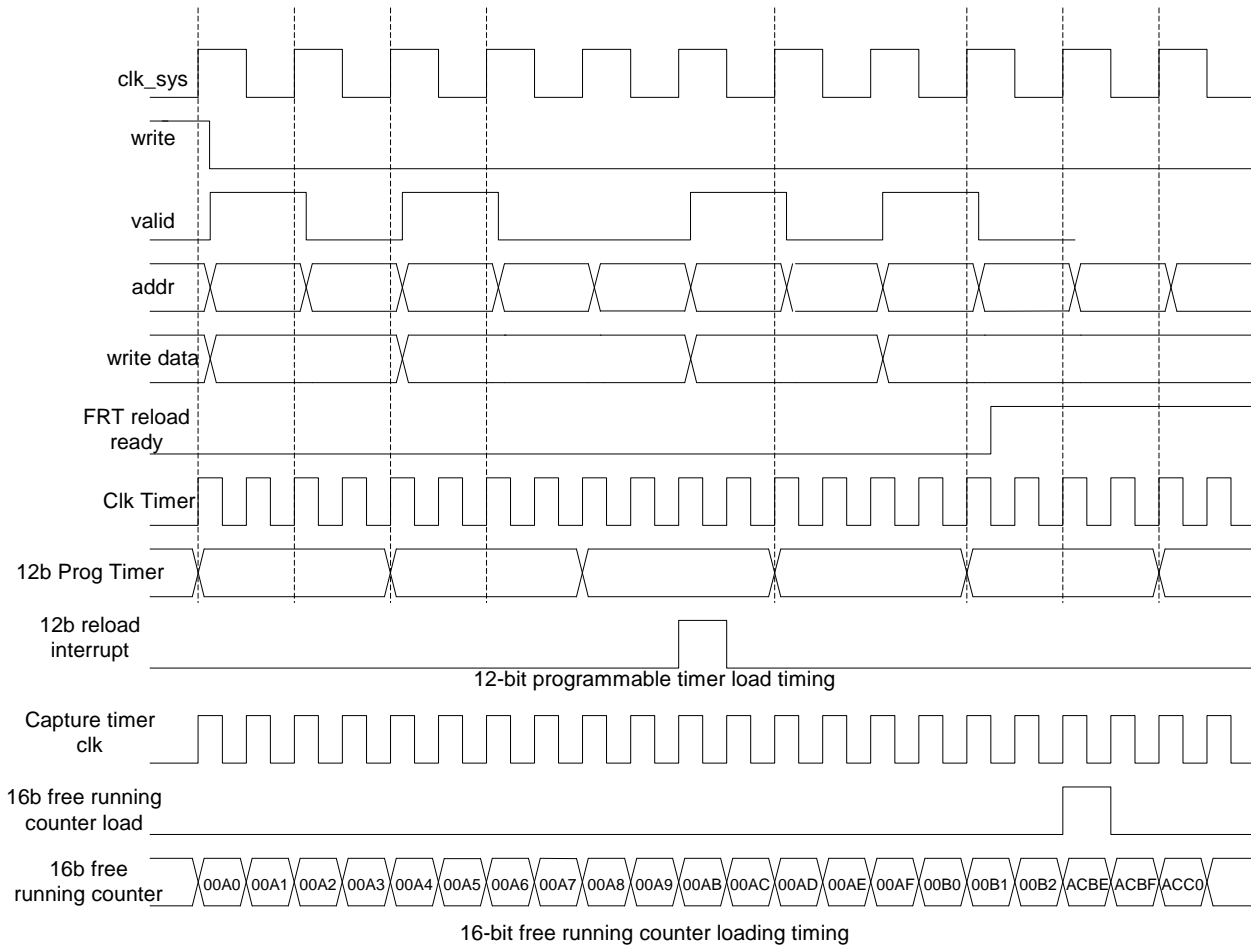 clk_sys
write
valid
addr
write data
FRT reload
ready
Clk Timer
12b Prog Timer
12b reload
interrupt
12-bit programmable timer load timing
Capture timer
clk
16b free running
counter load
16b free
running counter
00A0 00A1 00A2 00A3 00A4 00A5 00A6 00A7 00A8 00A9 00AB 00AC 00AD 00AE 00AF 00B0 00B1 00B2 ACBE ACBF ACC0
16-bit free running counter loading timing